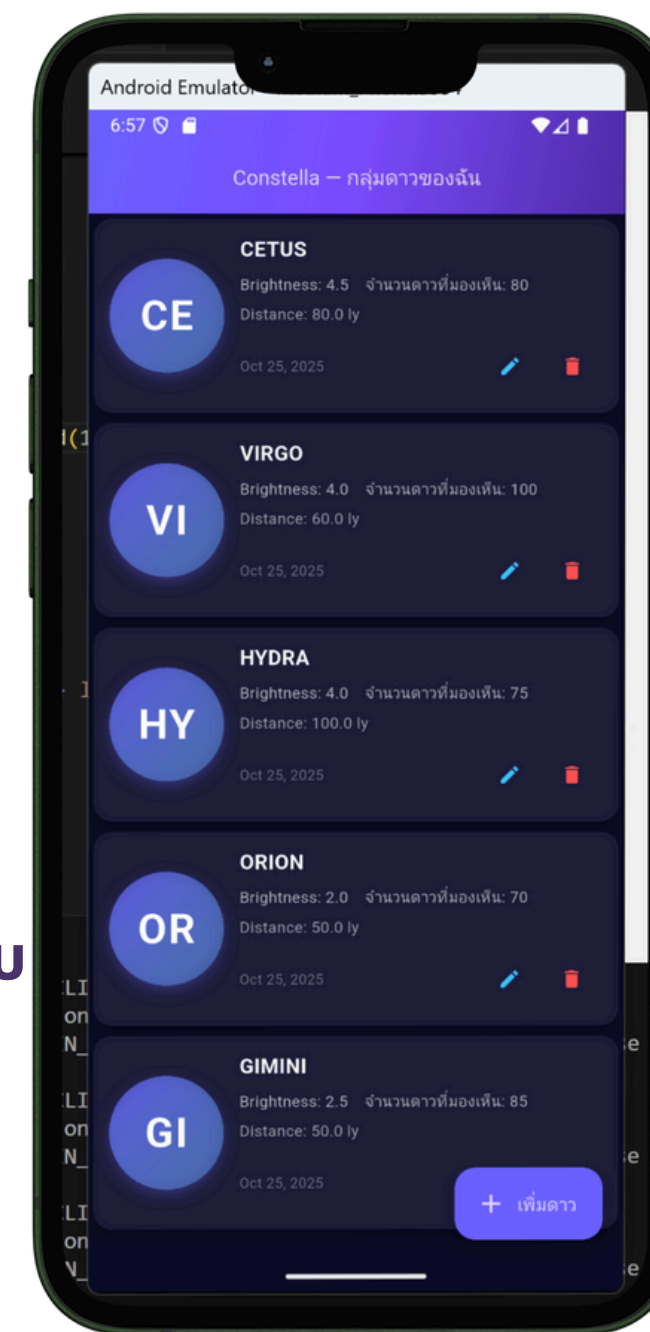 Android Emulator
6:57
Constella — กลุ่มดาวของฉัน
CE
CETUS
Brightness: 4.5 จำนวนดาวที่มองเห็น: 80
Distance: 80.0 ly
Oct 25, 2025
VI
VIRGO
Brightness: 4.0 จำนวนดาวที่มองเห็น: 100
Distance: 60.0 ly
Oct 25, 2025
HY
HYDRA
Brightness: 4.0 จำนวนดาวที่มองเห็น: 75
Distance: 100.0 ly
Oct 25, 2025
OR
ORION
Brightness: 2.0 จำนวนดาวที่มองเห็น: 70
Distance: 50.0 ly
Oct 25, 2025
GI
GIMINI
Brightness: 2.5 จำนวนดาวที่มองเห็น: 85
Distance: 50.0 ly
Oct 25, 2025
+ เพิ่มดาว